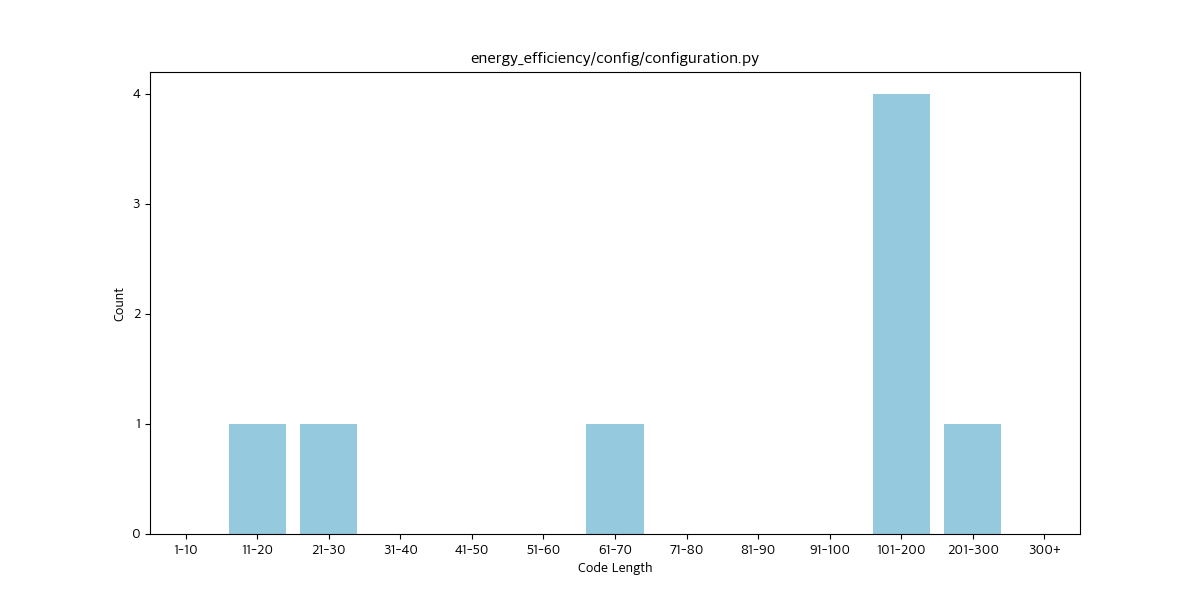 energy_efficiency/config/configuration.py
4
3
2
1
0
Count
1-10 11-20 21-30 31-40 41-50 51-60 61-70 71-80 81-90 91-100 101-200 201-300 300+
Code Length